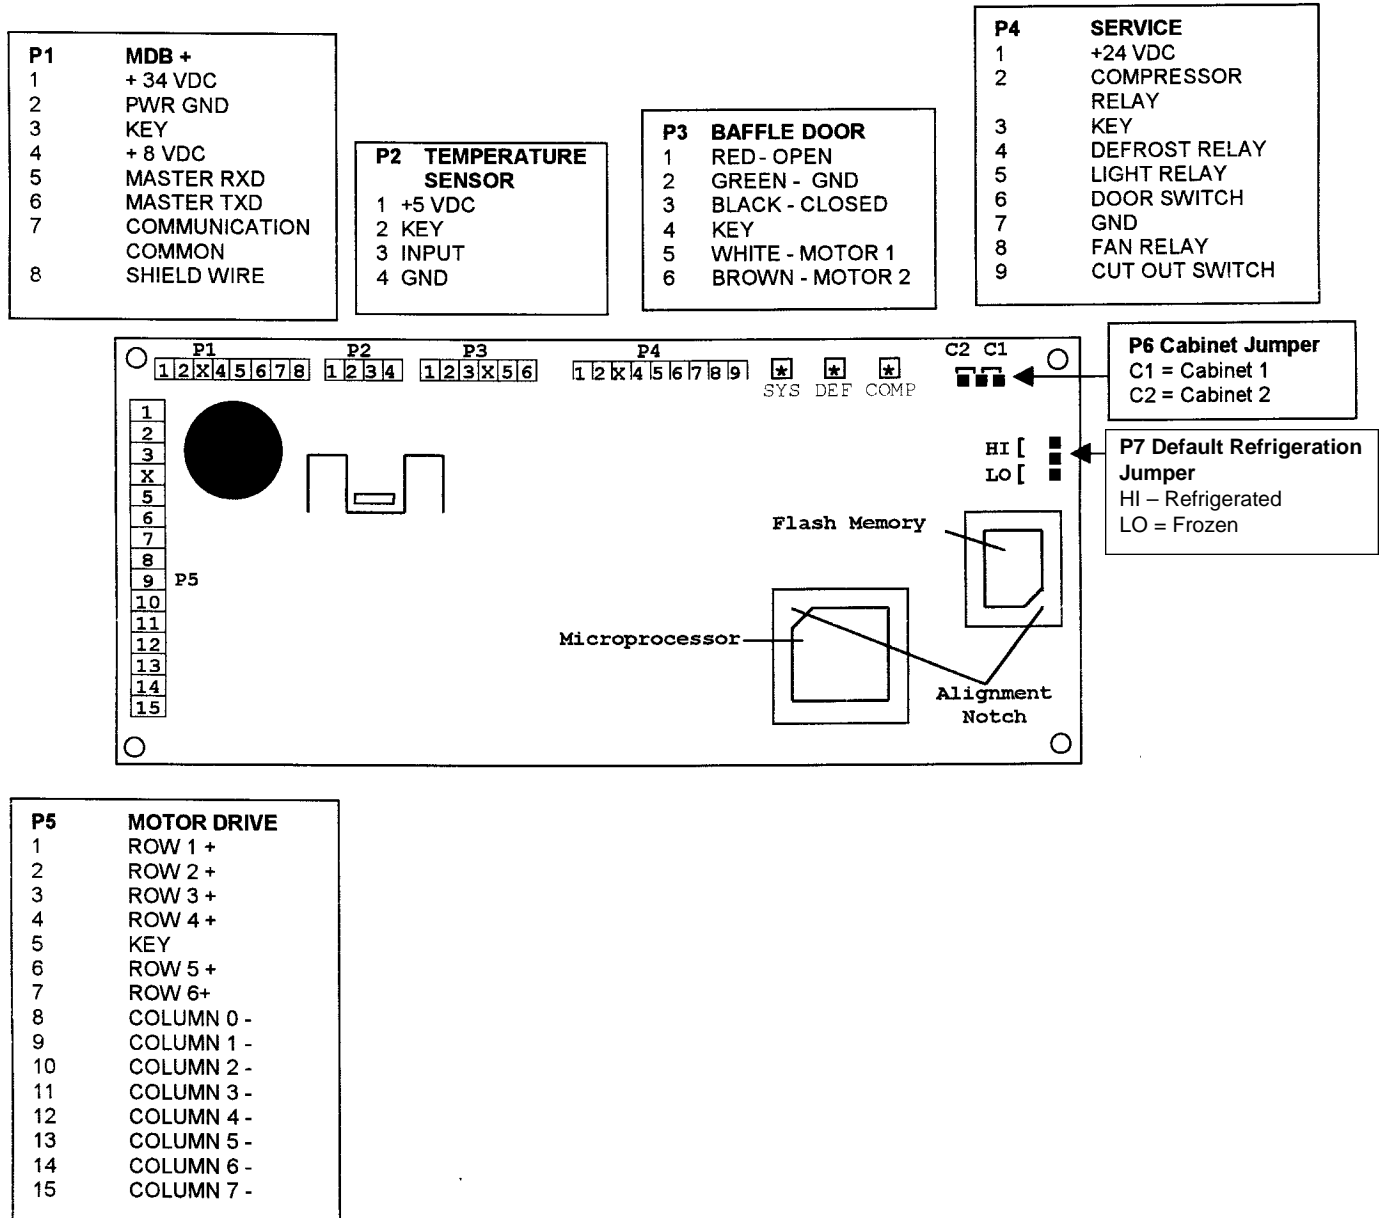 P1 MDB +
1 + 34 VDC
2 PWR GND
3 KEY
4 + 8 VDC
5 MASTER RXD
6 MASTER TXD
7 COMMUNICATION
COMMON
8 SHIELD WIRE
P2 TEMPERATURE
SENSOR
1 +5 VDC
2 KEY
3 INPUT
4 GND
P3 BAFFLE DOOR
1 RED - OPEN
2 GREEN - GND
3 BLACK - CLOSED
4 KEY
5 WHITE - MOTOR 1
6 BROWN - MOTOR 2
P4 SERVICE
1 +24 VDC
2 COMPRESSOR
RELAY
3 KEY
4 DEFROST RELAY
5 LIGHT RELAY
6 DOOR SWITCH
7 GND
8 FAN RELAY
9 CUT OUT SWITCH
P1 P2 P3 P4 C2 C1
1 2 X 4 5 6 7 8 1 2 3 4 1 2 3 X 5 6 1 2 X 4 5 6 7 8 9 * * *
SYS DEF COMP
P6 Cabinet Jumper
C1 = Cabinet 1
C2 = Cabinet 2
HI [
LO [
P7 Default Refrigeration
Jumper
HI – Refrigerated
LO = Frozen
1
2
3
X
5
6
7
8
9 P5
10
11
12
13
14
15
Flash Memory
Microprocessor
Alignment
Notch
P5 MOTOR DRIVE
1 ROW 1 +
2 ROW 2 +
3 ROW 3 +
4 ROW 4 +
5 KEY
6 ROW 5 +
7 ROW 6+
8 COLUMN 0 -
9 COLUMN 1 -
10 COLUMN 2 -
11 COLUMN 3 -
12 COLUMN 4 -
13 COLUMN 5 -
14 COLUMN 6 -
15 COLUMN 7 -